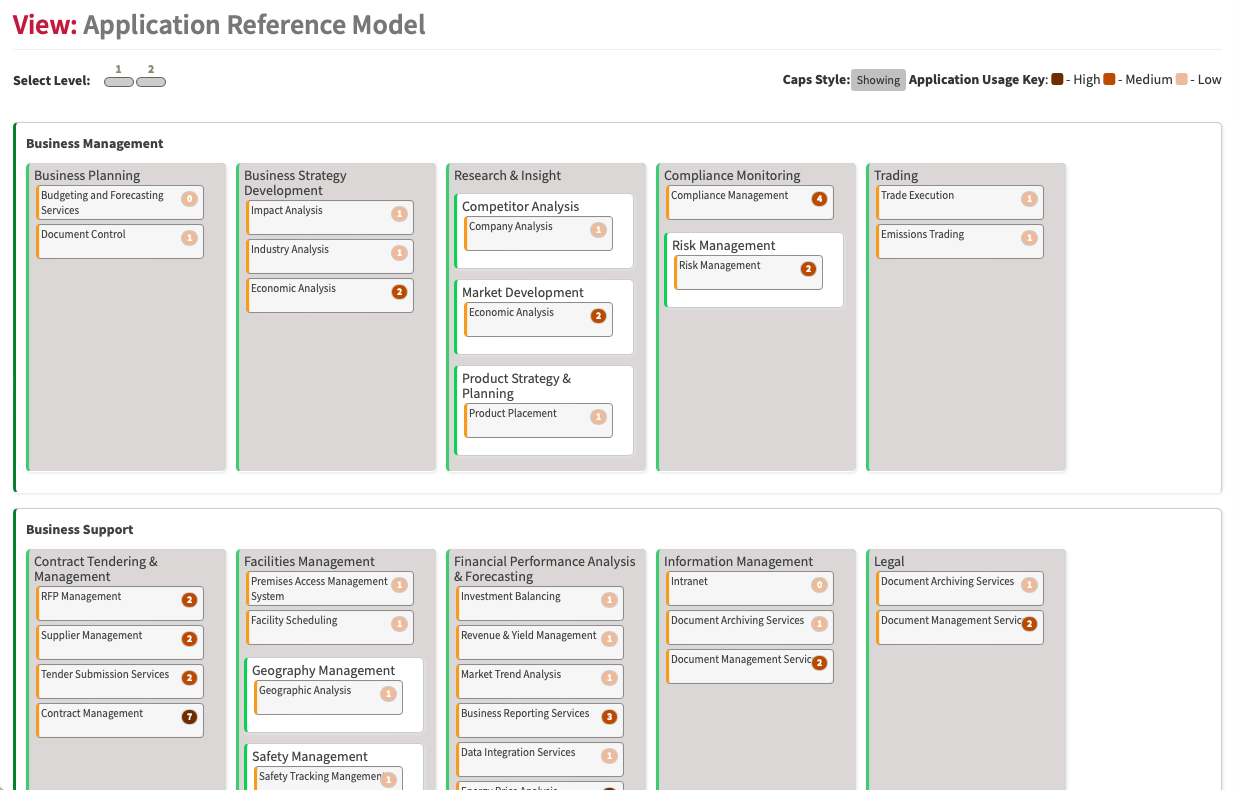 View: Application Reference Model
Select Level:
1 2
Caps Style: Showing Application Usage Key: - High - Medium - Low
Business Management
Business Planning
Budgeting and Forecasting
Services
0
Document Control
1
Business Strategy
Development
Impact Analysis
1
Industry Analysis
1
Economic Analysis
2
Research & Insight
Competitor Analysis
Company Analysis
1
Market Development
Economic Analysis
2
Product Strategy &
Planning
Product Placement
1
Compliance Monitoring
Compliance Management
4
Risk Management
Risk Management
2
Trading
Trade Execution
1
Emissions Trading
1
Business Support
Contract Tendering &
Management
RFP Management
2
Supplier Management
2
Tender Submission Services
2
Contract Management
7
Facilities Management
Premises Access Management
System
1
Facility Scheduling
1
Geography Management
Geographic Analysis
1
Safety Management
Safety Tracking Mangemen
1
Financial Performance Analysis
& Forecasting
Investment Balancing
1
Revenue & Yield Management
1
Market Trend Analysis
1
Business Reporting Services
3
Data Integration Services
1
Energy Price Analysis
Information Management
Intranet
0
Document Archiving Services
1
Document Management Servic
2
Legal
Document Archiving Services
1
Document Management Servic
2